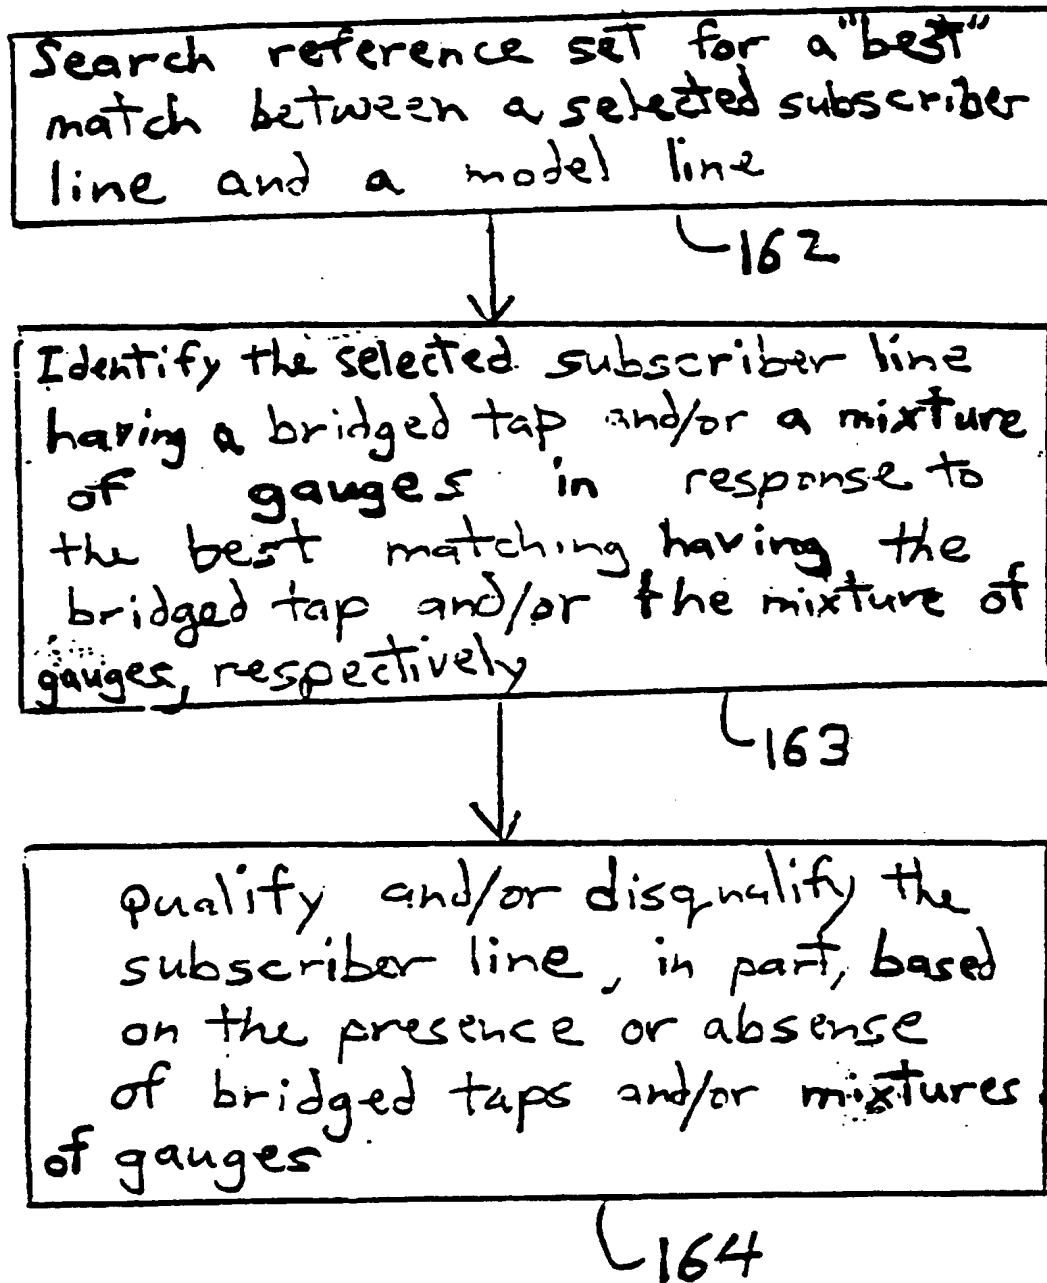 Search reference set for a "best"
match between a selected subscriber
line and a model line
162
Identify the selected subscriber line
having a bridged tap and/or a mixture
of gauges in response to
the best matching having the
bridged tap and/or the mixture of
gauges, respectively
163
Qualify and/or disqualify the
subscriber line, in part, based
on the presence or absense
of bridged taps and/or mixtures
of gauges
164